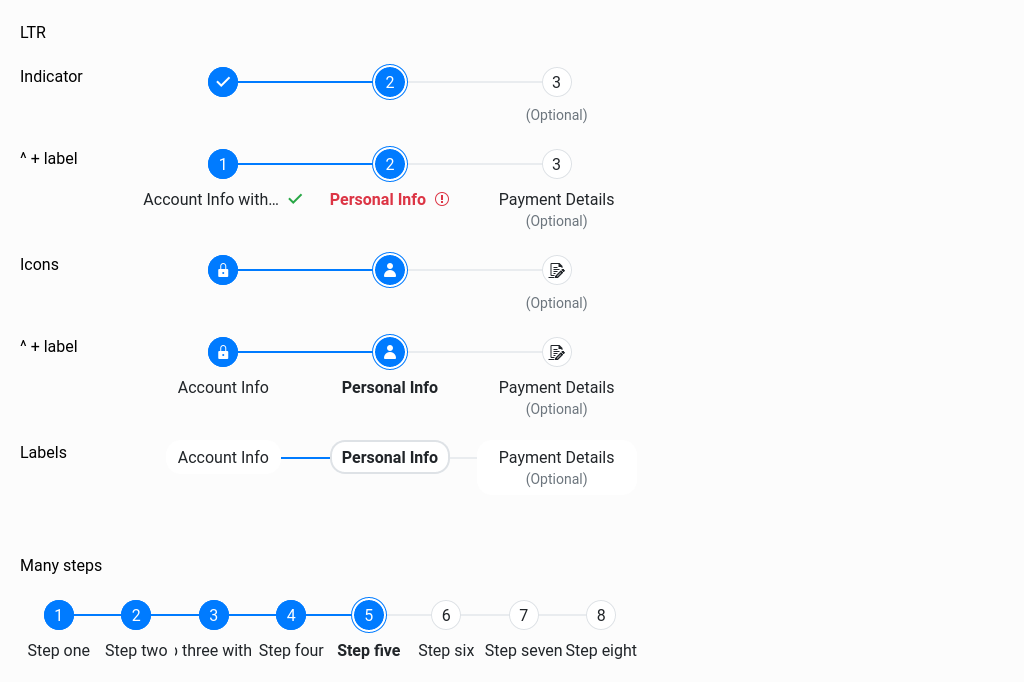 LTR
Indicator
2 3
(Optional)
^ + label
1 2 3
Account Info with... Personal Info Payment Details
(Optional)
Icons
(Optional)
^ + label
Account Info Personal Info Payment Details
(Optional)
Labels
Account Info Personal Info Payment Details
(Optional)
Many steps
1 2 3 4 5 6 7 8
Step one Step two three with Step four Step five Step six Step seven Step eight